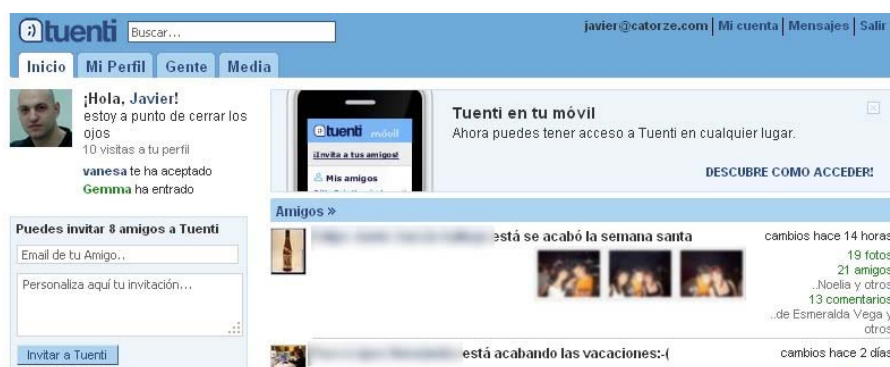 tuenti
Buscar...
javier@catorze.com | Mi cuenta | Mensajes | Salir
Inicio
Mi Perfil
Gente
Media
¡Hola, Javier!
estoy a punto de cerrar los
ojos
10 visitas a tu perfil
vanesa te ha aceptado
Gemma ha entrado
Puedes invitar 8 amigos a Tuenti
Email de tu Amigo..
Personaliza aquí tu invitación...
Invitar a Tuenti
tuenti móvil
¡Invita a tus amigos!
Mis amigos
Tuenti en tu móvil
Ahora puedes tener acceso a Tuenti en cualquier lugar.
DESCUBRE COMO ACCEDER!
Amigos »
está se acabó la semana santa
cambios hace 14 horas
19 fotos
21 amigos
..Noelia y otros
13 comentarios
..de Esmeralda Vega y
otros
está acabando las vacaciones:-(
cambios hace 2 días